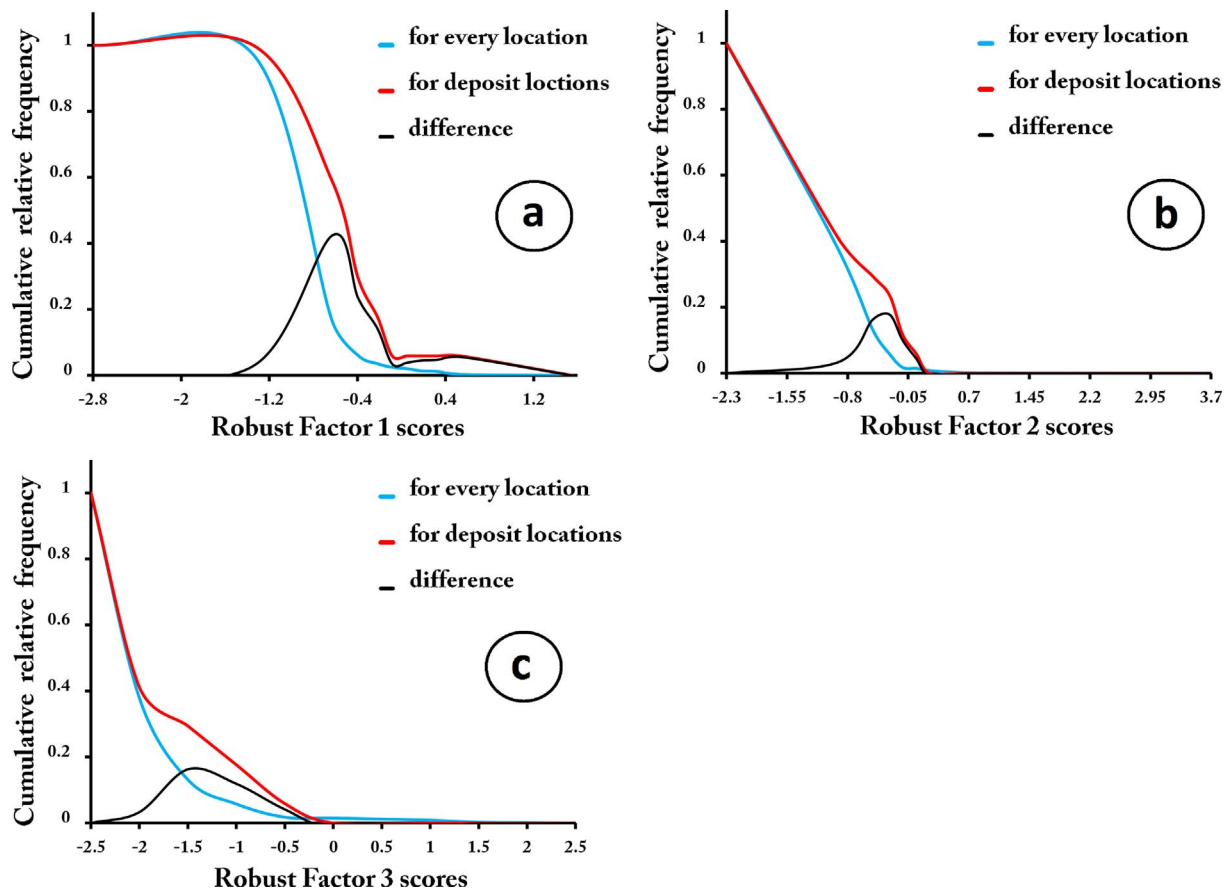 Cumulative relative frequency
1
0.8
0.6
0.4
0.2
0
-2.8 -2 -1.2 -0.4 0.4 1.2
Robust Factor 1 scores
for every location
for deposit loctions
difference
a
Cumulative relative frequency
1
0.8
0.6
0.4
0.2
0
-2.3 -1.55 -0.8 -0.05 0.7 1.45 2.2 2.95 3.7
Robust Factor 2 scores
for every location
for deposit locations
difference
b
Cumulative relative frequency
1
0.8
0.6
0.4
0.2
0
-2.5 -2 -1.5 -1 -0.5 0 0.5 1 1.5 2 2.5
Robust Factor 3 scores
for every location
for deposit locations
difference
c